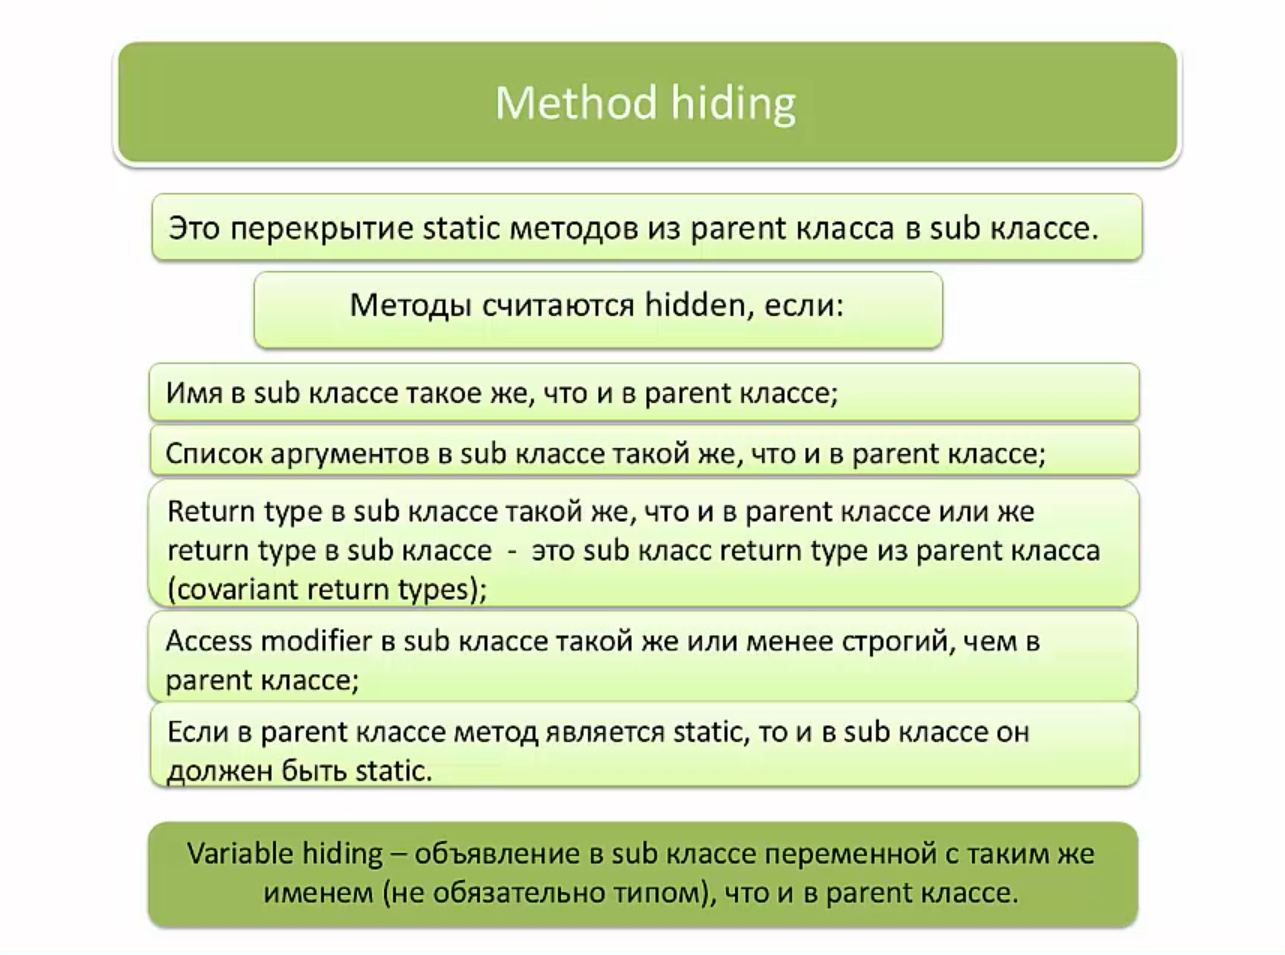 Method hiding
Это перекрытие static методов из parent класса в sub классе.
Методы считаются hidden, если:
Имя в sub классе такое же, что и в parent классе;
Список аргументов в sub классе такой же, что и в parent классе;
Return type в sub классе такой же, что и в parent классе или же
return type в sub классе  -  это sub класс return type из parent класса
(covariant return types);
Access modifier в sub классе такой же или менее строгий, чем в
parent классе;
Если в parent классе метод является static, то и в sub классе он
должен быть static.
Variable hiding – объявление в sub классе переменной с таким же
именем (не обязательно типом), что и в parent классе.